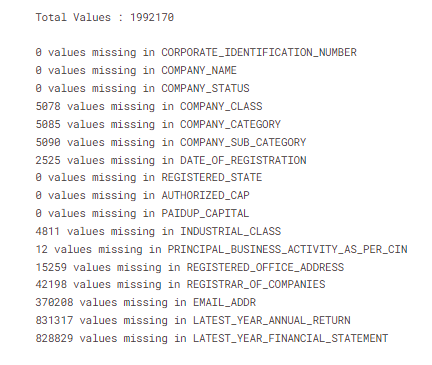 Total Values : 1992170
0 values missing in CORPORATE_IDENTIFICATION_NUMBER
0 values missing in COMPANY_NAME
0 values missing in COMPANY_STATUS
5078 values missing in COMPANY_CLASS
5085 values missing in COMPANY_CATEGORY
5090 values missing in COMPANY_SUB_CATEGORY
2525 values missing in DATE_OF_REGISTRATION
0 values missing in REGISTERED_STATE
0 values missing in AUTHORIZED_CAP
0 values missing in PAIDUP_CAPITAL
4811 values missing in INDUSTRIAL_CLASS
12 values missing in PRINCIPAL_BUSINESS_ACTIVITY_AS_PER_CIN
15259 values missing in REGISTERED_OFFICE_ADDRESS
42198 values missing in REGISTRAR_OF_COMPANIES
370208 values missing in EMAIL_ADDR
831317 values missing in LATEST_YEAR_ANNUAL_RETURN
828829 values missing in LATEST_YEAR_FINANCIAL_STATEMENT